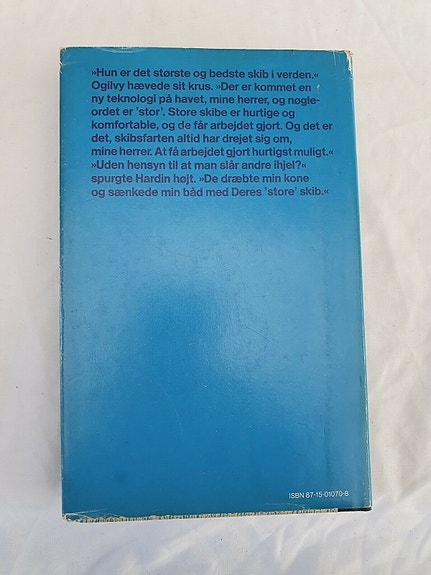 »Hun er det største og bedste skib i verden.«
Ogilvy hævede sit krus. »Der er kommet en
ny teknologi på havet, mine herrer, og nøgle-
ordet er 'stor'. Store skibe er hurtige og
komfortable, og de får arbejdet gjort. Og det er
det, skibsfarten altid har drejet sig om,
mine herrer. At få arbejdet gjort hurtigst muligt.«
»Uden hensyn til at man slår andre ihjel?«
spurgte Hardin højt. »De dræbte min kone
og sænkede min båd med Deres 'store' skib.«
ISBN 87-15-01070-8